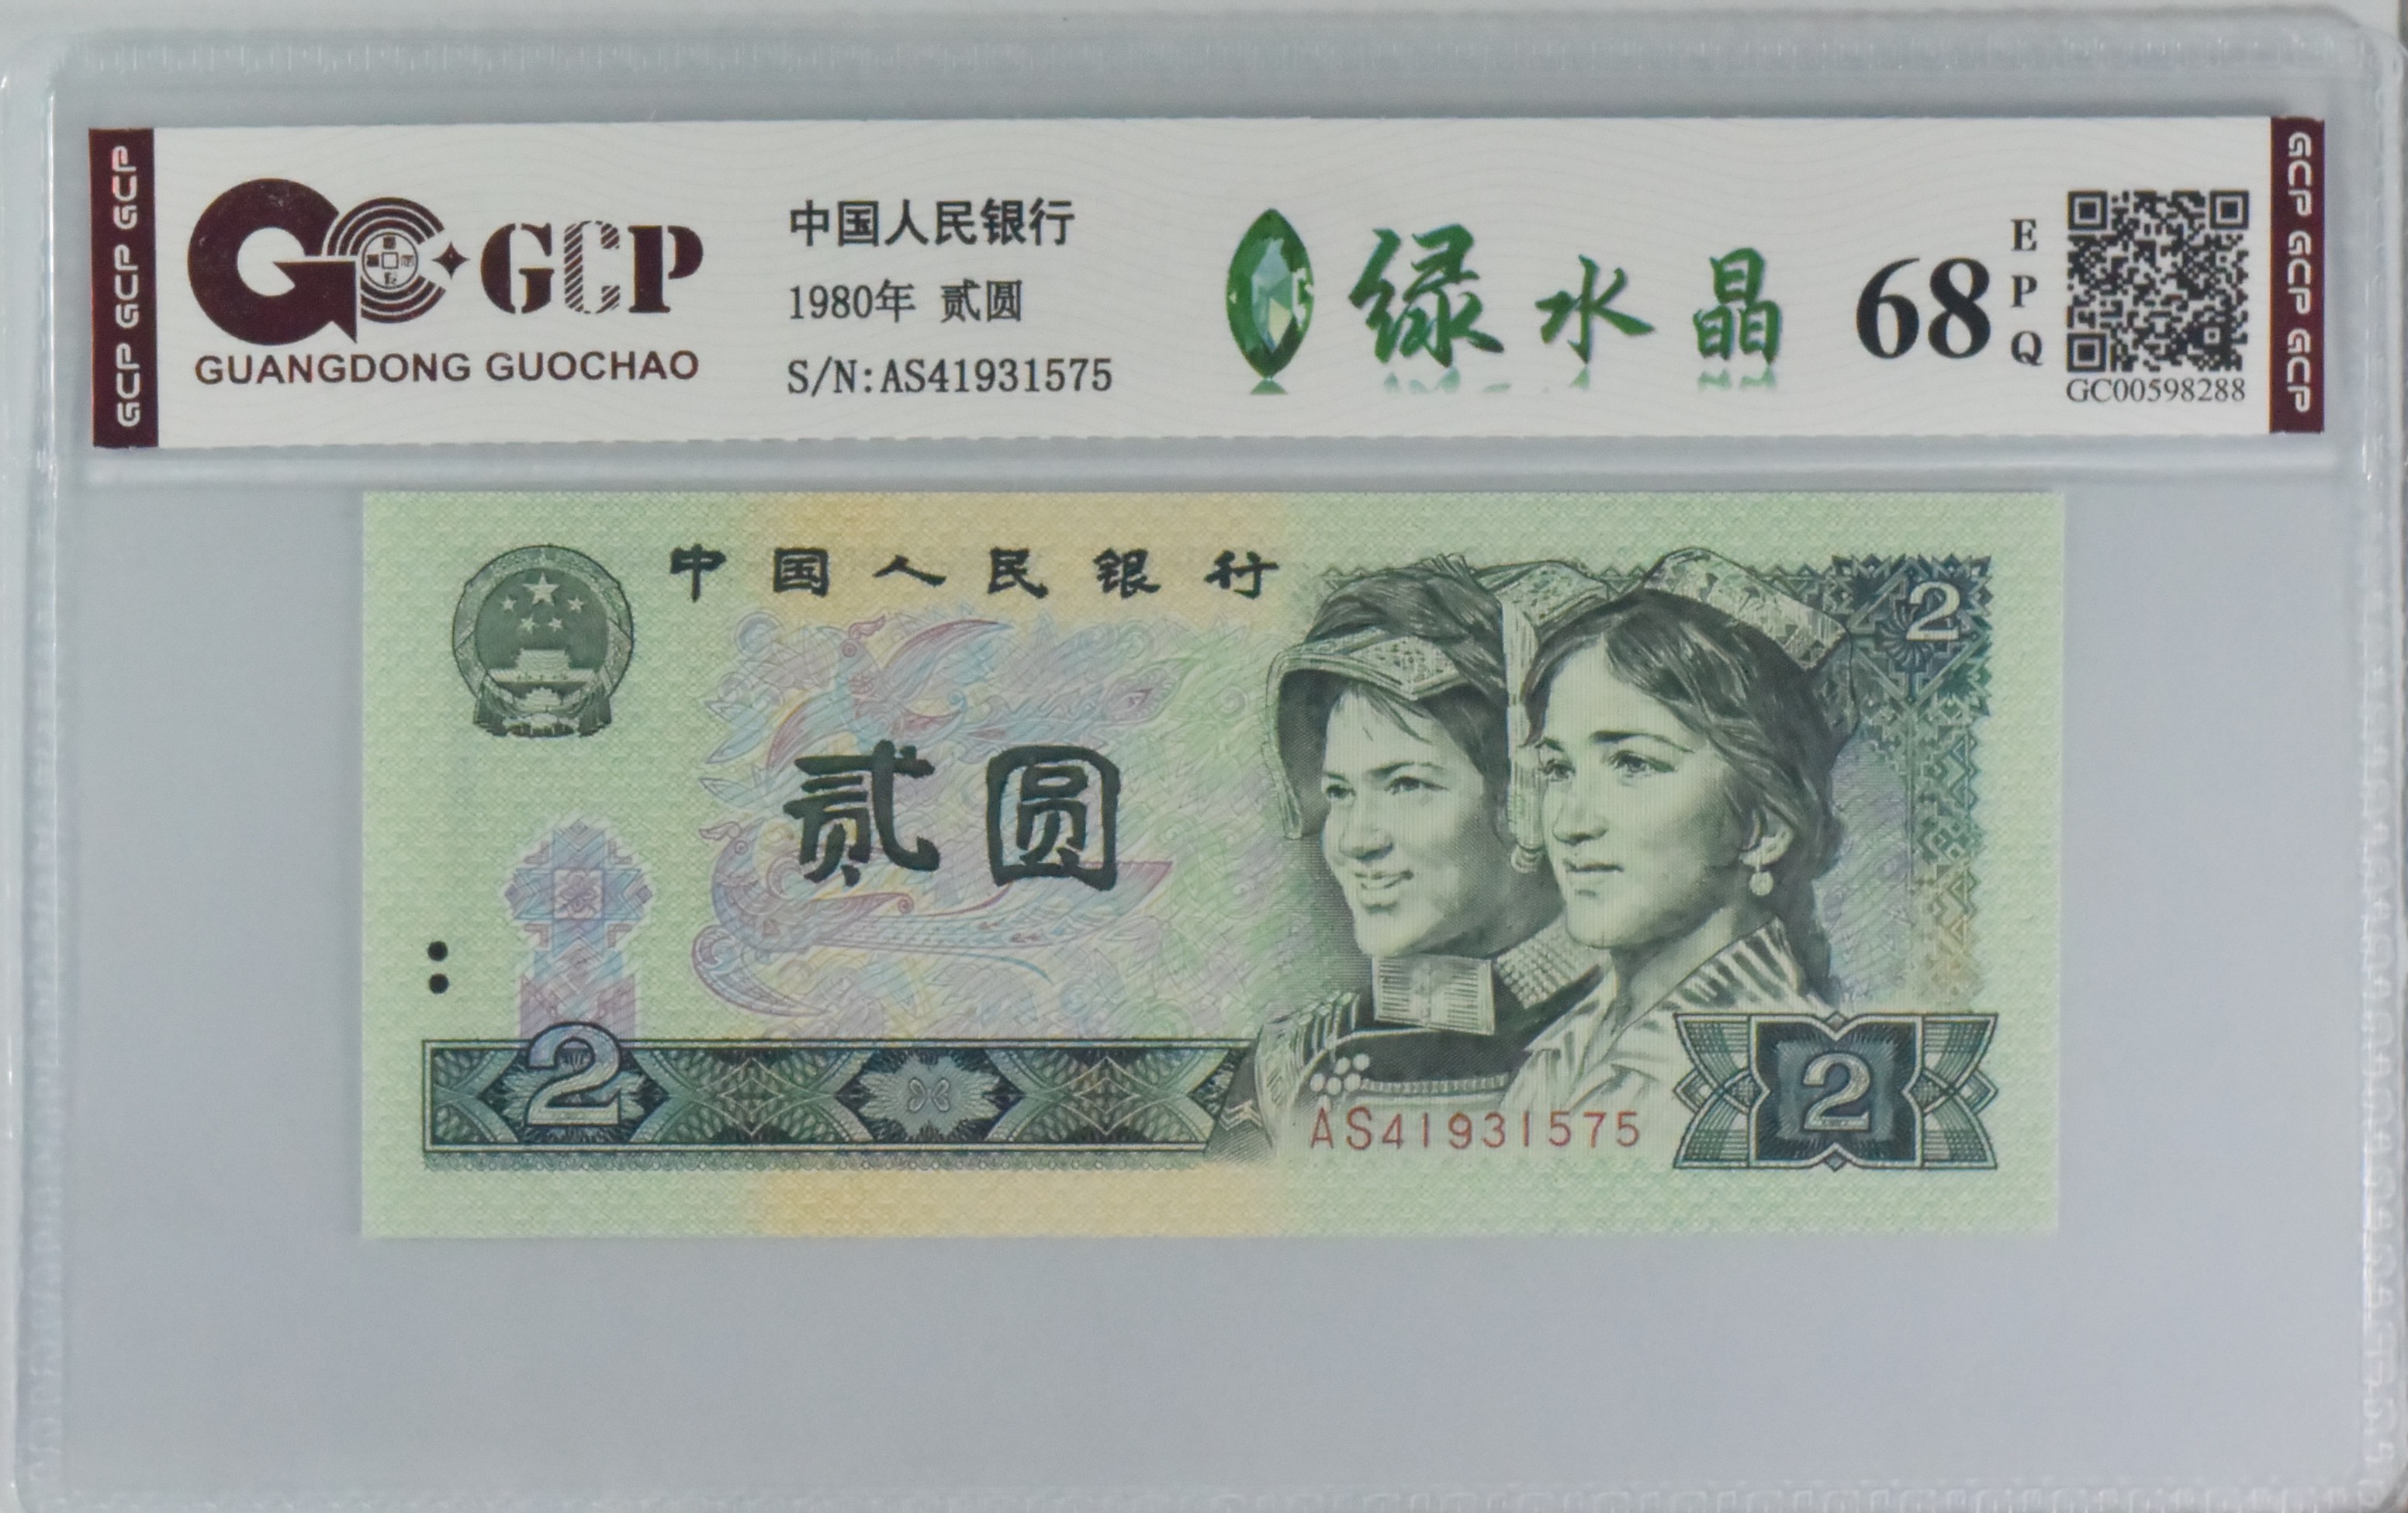 GCP GCP GCP
GCP
GUANGDONG GUOCHAO
中国人民银行
1980年 贰圆
S/N:AS41931575
绿水晶
68
E
P
Q
GC00598288
GCP GCP GCP
中国人民银行
2
贰圆
2
AS41931575
2